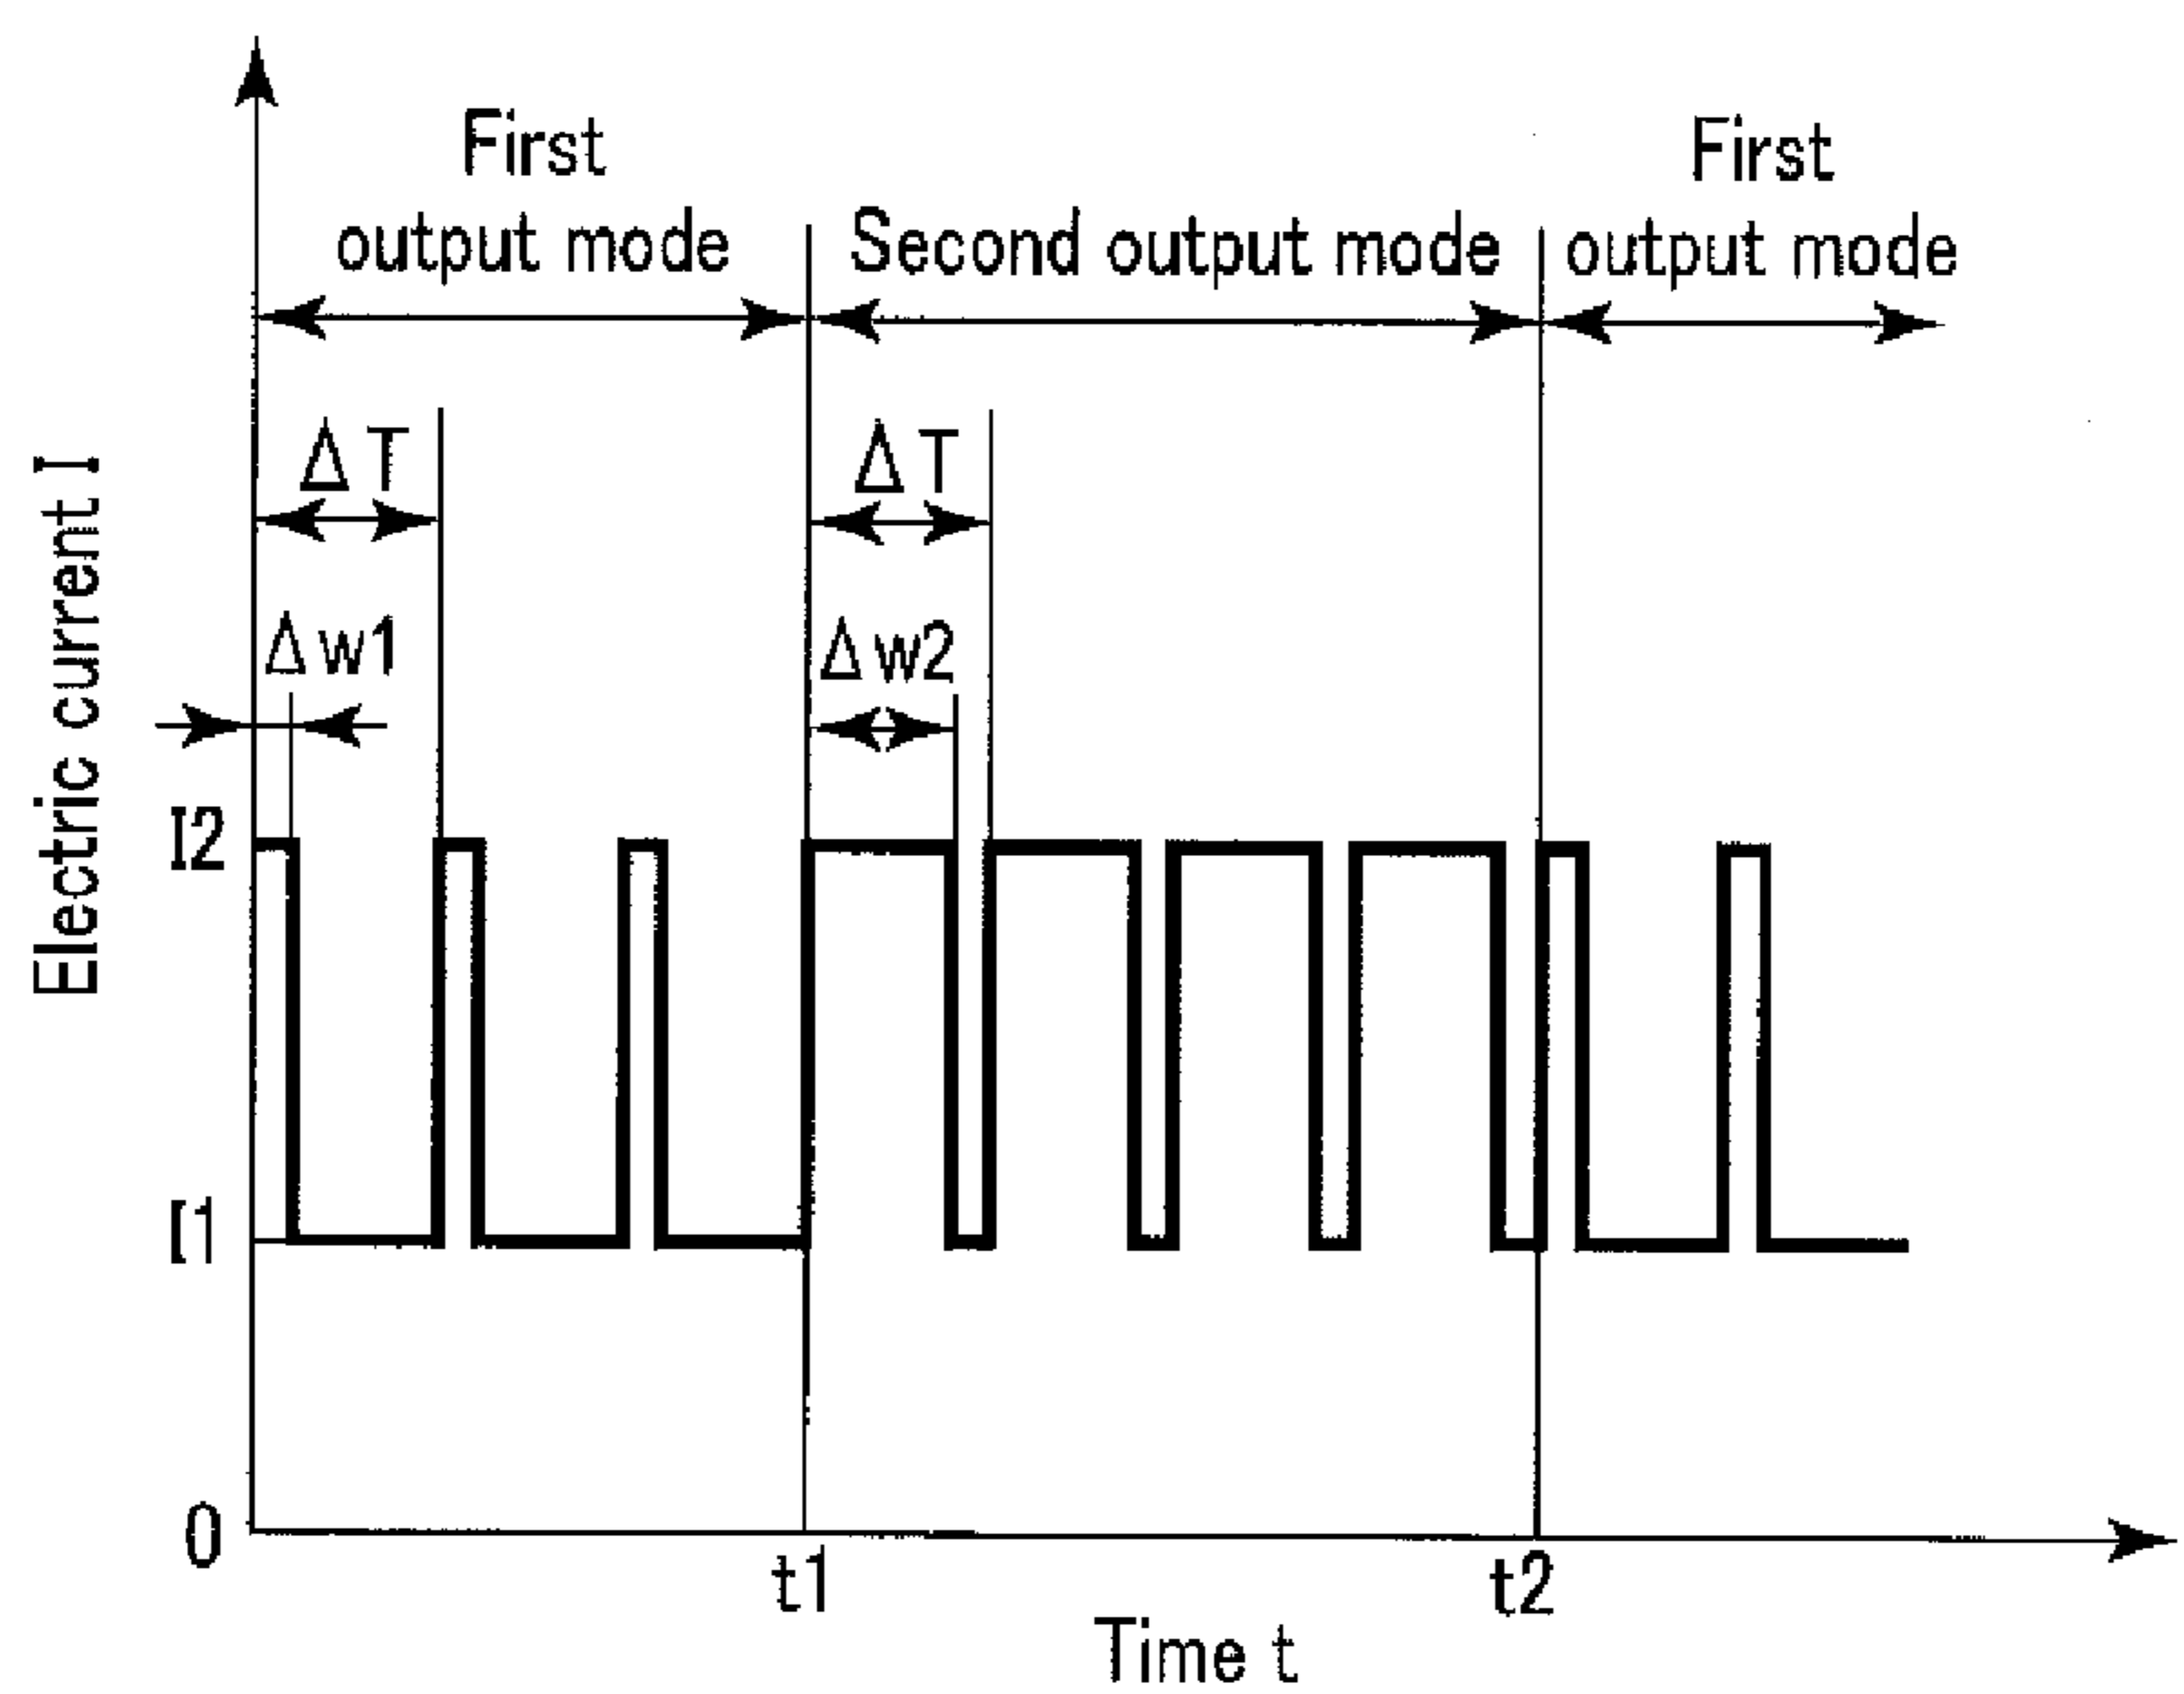 First
output mode
Second output mode
First
output mode
ΔT
ΔT
Δw1
Δw2
Electric current I
I2
I1
0
t1
t2
Time t